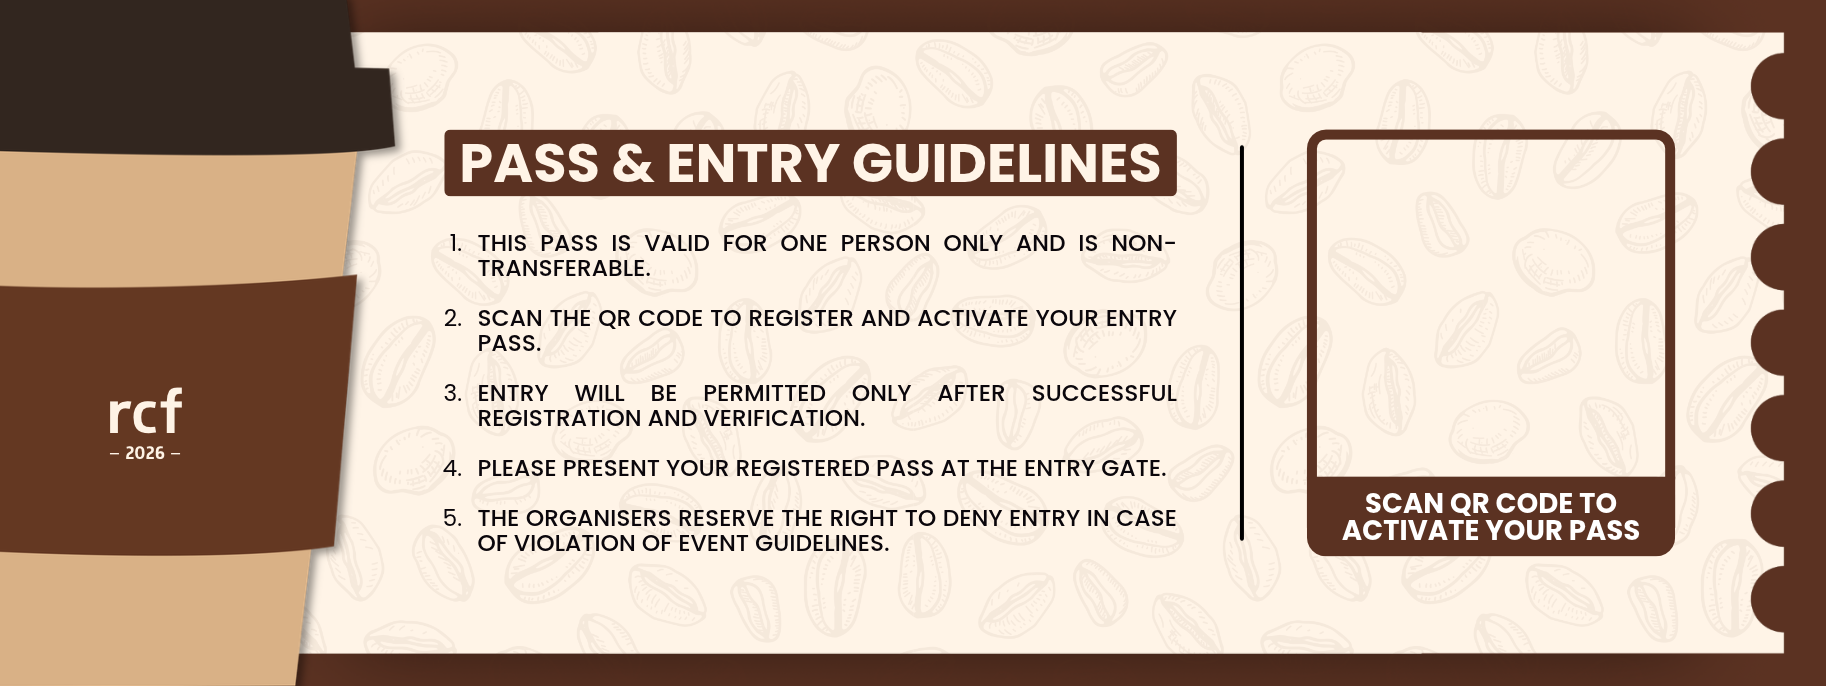 rcf
– 2026 –
PASS & ENTRY GUIDELINES
1. THIS PASS IS VALID FOR ONE PERSON ONLY AND IS NON-
TRANSFERABLE.
2. SCAN THE QR CODE TO REGISTER AND ACTIVATE YOUR ENTRY
PASS.
3. ENTRY WILL BE PERMITTED ONLY AFTER SUCCESSFUL
REGISTRATION AND VERIFICATION.
4. PLEASE PRESENT YOUR REGISTERED PASS AT THE ENTRY GATE.
5. THE ORGANISERS RESERVE THE RIGHT TO DENY ENTRY IN CASE
OF VIOLATION OF EVENT GUIDELINES.
SCAN QR CODE TO
ACTIVATE YOUR PASS